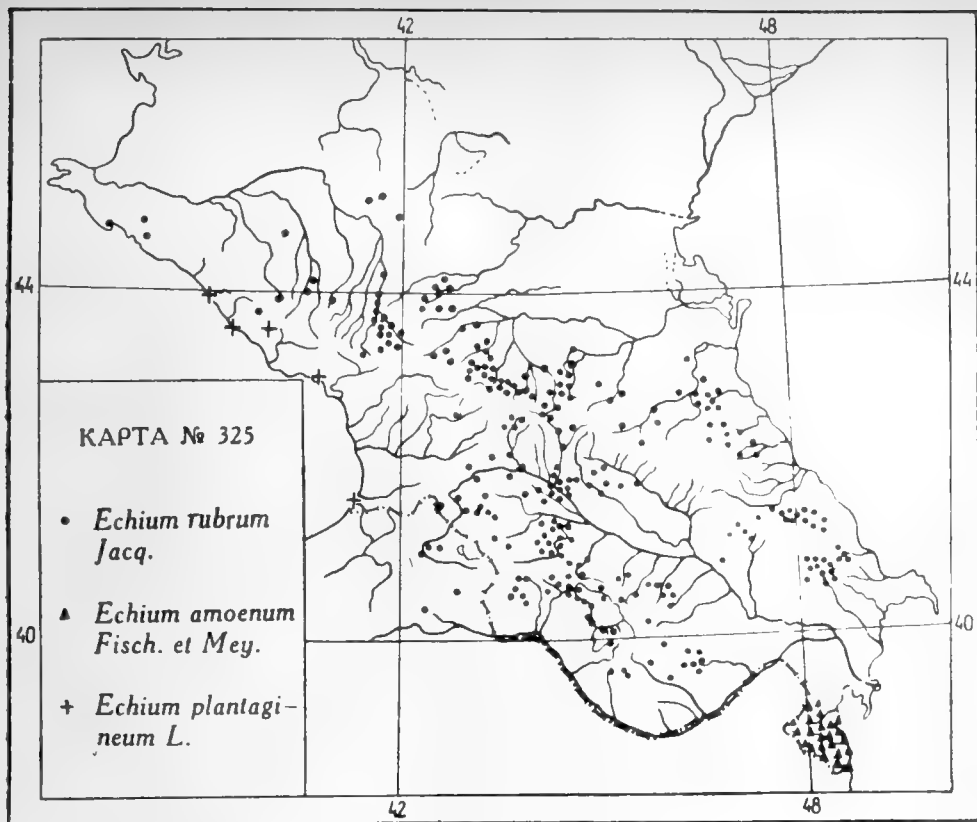 42 48
44 44
КАРТА № 325
• Echium rubrum
Jacq.
▲ Echium amoenum
Fisch. et Mey.
+ Echium plantagi-
neum L.
40 40
42 48